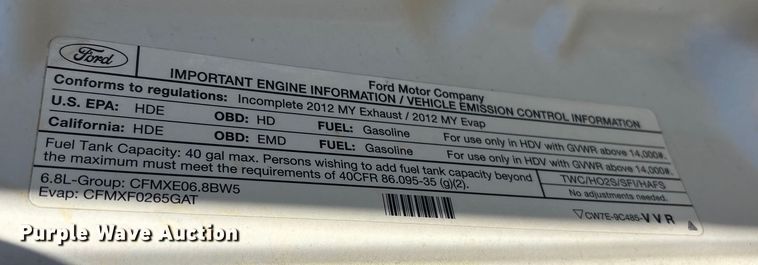 Ford
Ford Motor Company
IMPORTANT ENGINE INFORMATION / VEHICLE EMISSION CONTROL INFORMATION
Conforms to regulations: Incomplete 2012 MY Exhaust / 2012 MY Evap
U.S. EPA: HDE OBD: HD FUEL: Gasoline For use only in HDV with GVWR above 14,000#.
California: HDE OBD: EMD FUEL: Gasoline For use only in HDV with GVWR above 14,000#.
Fuel Tank Capacity: 40 gal max. Persons wishing to add fuel tank capacity beyond
the maximum must meet the requirements of 40CFR 86.095-35 (g)(2).
TWC/HO2S/SFI/HAFS
No adjustments needed.
6.8L-Group: CFMXE06.8BW5
Evap: CFMXF0265GAT
CW7E-9C485-VVR
Purple Wave Auction